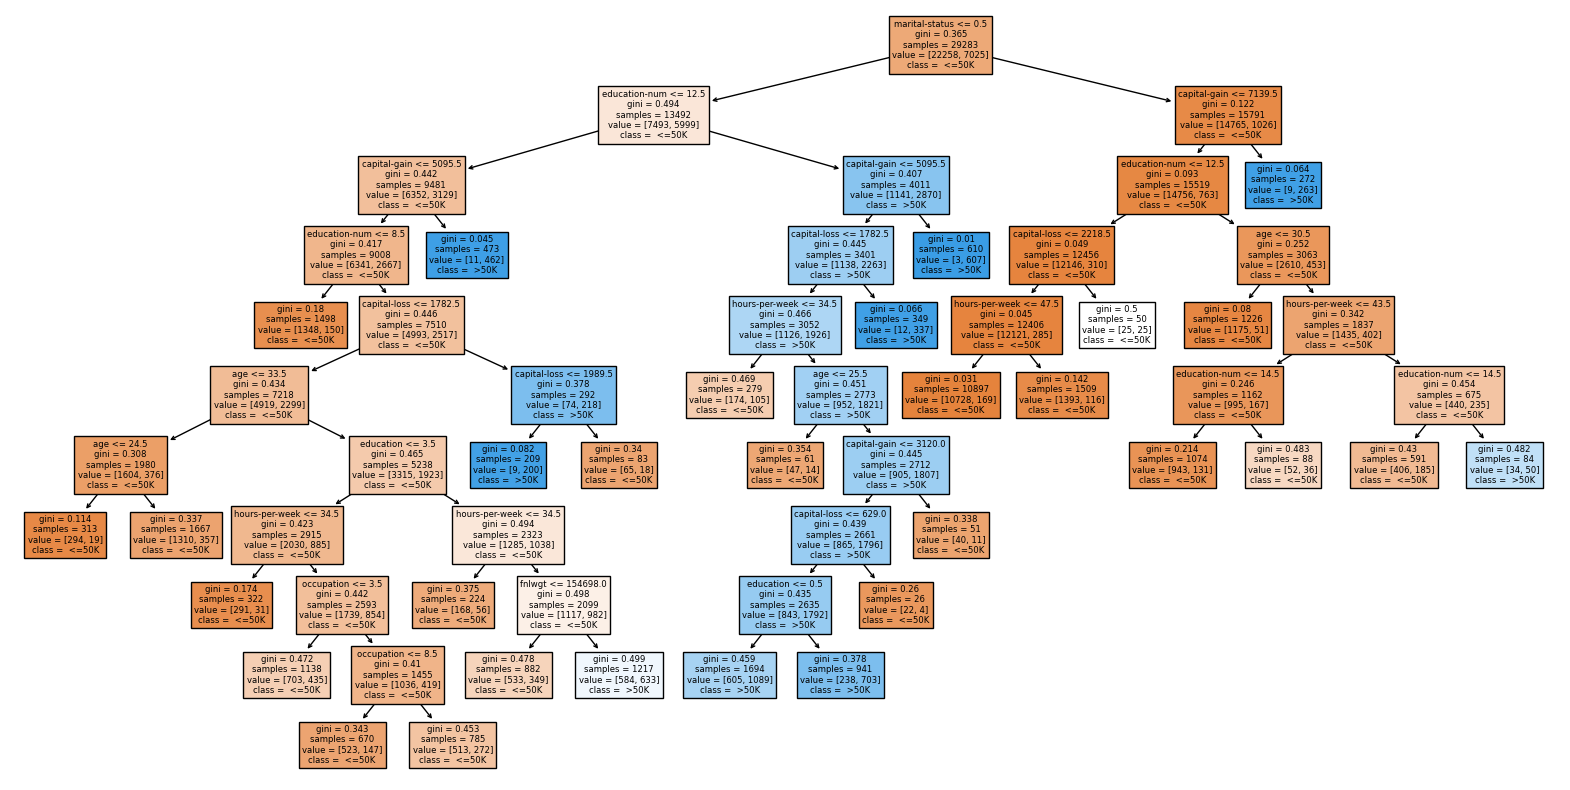 marital-status <= 0.5
gini = 0.365
samples = 29283
value = [22258, 7025]
class =  <=50K
education-num <= 12.5
gini = 0.494
samples = 13492
value = [7493, 5999]
class =  <=50K
capital-gain <= 7139.5
gini = 0.122
samples = 15791
value = [14765, 1026]
class =  <=50K
capital-gain <= 5095.5
gini = 0.442
samples = 9481
value = [6352, 3129]
class =  <=50K
capital-gain <= 5095.5
gini = 0.407
samples = 4011
value = [1141, 2870]
class =  >50K
education-num <= 12.5
gini = 0.093
samples = 15519
value = [14756, 763]
class =  <=50K
gini = 0.064
samples = 272
value = [9, 263]
class =  >50K
education-num <= 8.5
gini = 0.417
samples = 9008
value = [6341, 2667]
class =  <=50K
gini = 0.045
samples = 473
value = [11, 462]
class =  >50K
capital-loss <= 1782.5
gini = 0.445
samples = 3401
value = [1138, 2263]
class =  >50K
gini = 0.01
samples = 610
value = [3, 607]
class =  >50K
capital-loss <= 2218.5
gini = 0.049
samples = 12456
value = [12146, 310]
class =  <=50K
age <= 30.5
gini = 0.252
samples = 3063
value = [2610, 453]
class =  <=50K
gini = 0.18
samples = 1498
value = [1348, 150]
class =  <=50K
capital-loss <= 1782.5
gini = 0.446
samples = 7510
value = [4993, 2517]
class =  <=50K
hours-per-week <= 34.5
gini = 0.466
samples = 3052
value = [1126, 1926]
class =  >50K
gini = 0.066
samples = 349
value = [12, 337]
class =  >50K
hours-per-week <= 47.5
gini = 0.045
samples = 12406
value = [12121, 285]
class =  <=50K
gini = 0.5
samples = 50
value = [25, 25]
class =  <=50K
gini = 0.08
samples = 1226
value = [1175, 51]
class =  <=50K
hours-per-week <= 43.5
gini = 0.342
samples = 1837
value = [1435, 402]
class =  <=50K
age <= 33.5
gini = 0.434
samples = 7218
value = [4919, 2299]
class =  <=50K
capital-loss <= 1989.5
gini = 0.378
samples = 292
value = [74, 218]
class =  >50K
gini = 0.469
samples = 279
value = [174, 105]
class =  <=50K
age <= 25.5
gini = 0.451
samples = 2773
value = [952, 1821]
class =  >50K
gini = 0.031
samples = 10897
value = [10728, 169]
class =  <=50K
gini = 0.142
samples = 1509
value = [1393, 116]
class =  <=50K
education-num <= 14.5
gini = 0.246
samples = 1162
value = [995, 167]
class =  <=50K
education-num <= 14.5
gini = 0.454
samples = 675
value = [440, 235]
class =  <=50K
age <= 24.5
gini = 0.308
samples = 1980
value = [1604, 376]
class =  <=50K
education <= 3.5
gini = 0.465
samples = 5238
value = [3315, 1923]
class =  <=50K
gini = 0.082
samples = 209
value = [9, 200]
class =  >50K
gini = 0.34
samples = 83
value = [65, 18]
class =  <=50K
gini = 0.354
samples = 61
value = [47, 14]
class =  <=50K
capital-gain <= 3120.0
gini = 0.445
samples = 2712
value = [905, 1807]
class =  >50K
gini = 0.214
samples = 1074
value = [943, 131]
class =  <=50K
gini = 0.483
samples = 88
value = [52, 36]
class =  <=50K
gini = 0.43
samples = 591
value = [406, 185]
class =  <=50K
gini = 0.482
samples = 84
value = [34, 50]
class =  >50K
gini = 0.114
samples = 313
value = [294, 19]
class =  <=50K
gini = 0.337
samples = 1667
value = [1310, 357]
class =  <=50K
hours-per-week <= 34.5
gini = 0.423
samples = 2915
value = [2030, 885]
class =  <=50K
hours-per-week <= 34.5
gini = 0.494
samples = 2323
value = [1285, 1038]
class =  <=50K
capital-loss <= 629.0
gini = 0.439
samples = 2661
value = [865, 1796]
class =  >50K
gini = 0.338
samples = 51
value = [40, 11]
class =  <=50K
gini = 0.174
samples = 322
value = [291, 31]
class =  <=50K
occupation <= 3.5
gini = 0.442
samples = 2593
value = [1739, 854]
class =  <=50K
gini = 0.375
samples = 224
value = [168, 56]
class =  <=50K
fnlwgt <= 154698.0
gini = 0.498
samples = 2099
value = [1117, 982]
class =  <=50K
education <= 0.5
gini = 0.435
samples = 2635
value = [843, 1792]
class =  >50K
gini = 0.26
samples = 26
value = [22, 4]
class =  <=50K
gini = 0.472
samples = 1138
value = [703, 435]
class =  <=50K
occupation <= 8.5
gini = 0.41
samples = 1455
value = [1036, 419]
class =  <=50K
gini = 0.478
samples = 882
value = [533, 349]
class =  <=50K
gini = 0.499
samples = 1217
value = [584, 633]
class =  >50K
gini = 0.459
samples = 1694
value = [605, 1089]
class =  >50K
gini = 0.378
samples = 941
value = [238, 703]
class =  >50K
gini = 0.343
samples = 670
value = [523, 147]
class =  <=50K
gini = 0.453
samples = 785
value = [513, 272]
class =  <=50K